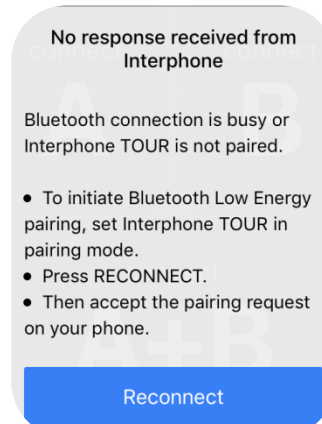 No response received from
Interphone
Bluetooth connection is busy or
Interphone TOUR is not paired.
• To initiate Bluetooth Low Energy
pairing, set Interphone TOUR in
pairing mode.
• Press RECONNECT.
• Then accept the pairing request
on your phone.
Reconnect